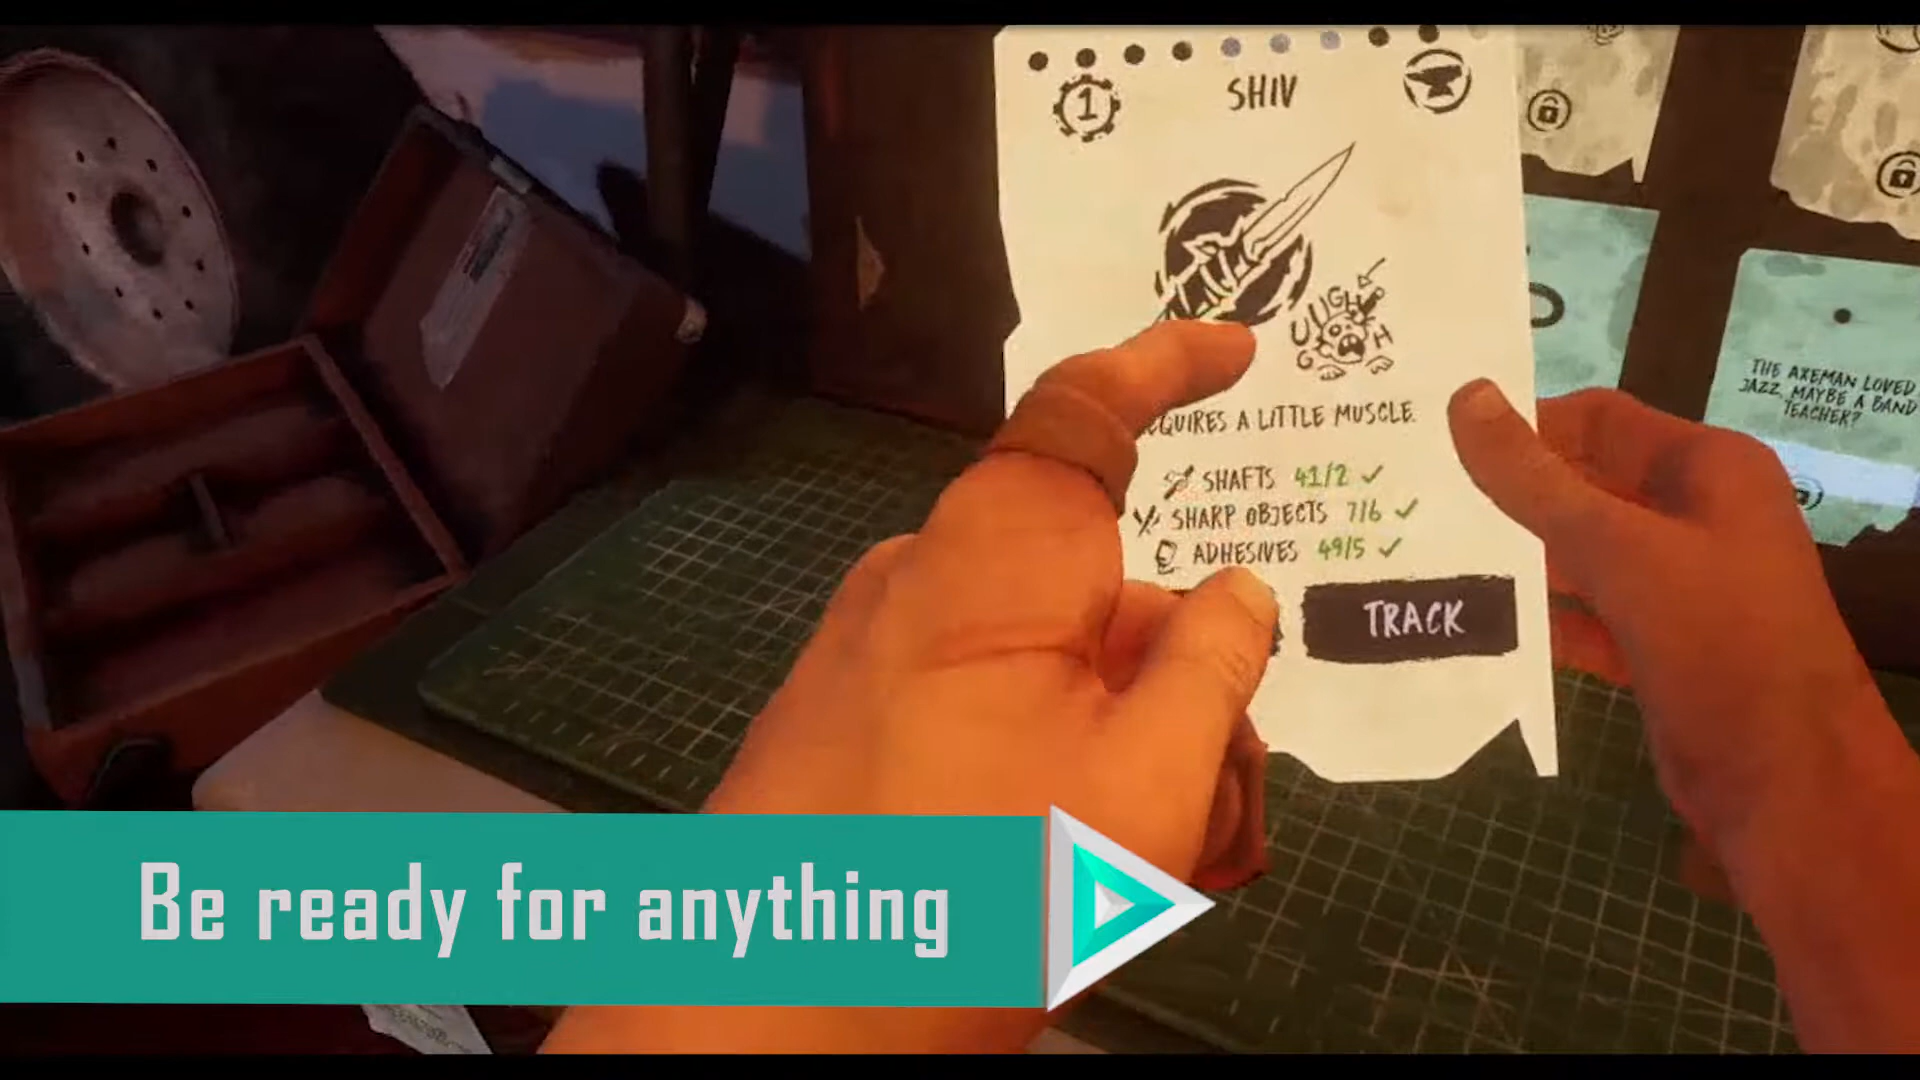 1
SHIV
UUGH
GH
EQUIRES A LITTLE MUSCLE.
SHAFTS 41/2
SHARP OBJECTS 7/6
ADHESIVES 49/5
TRACK
THE AXEMAN LOVED
JAZZ, MAYBE A BAND
TEACHER?
Be ready for anything